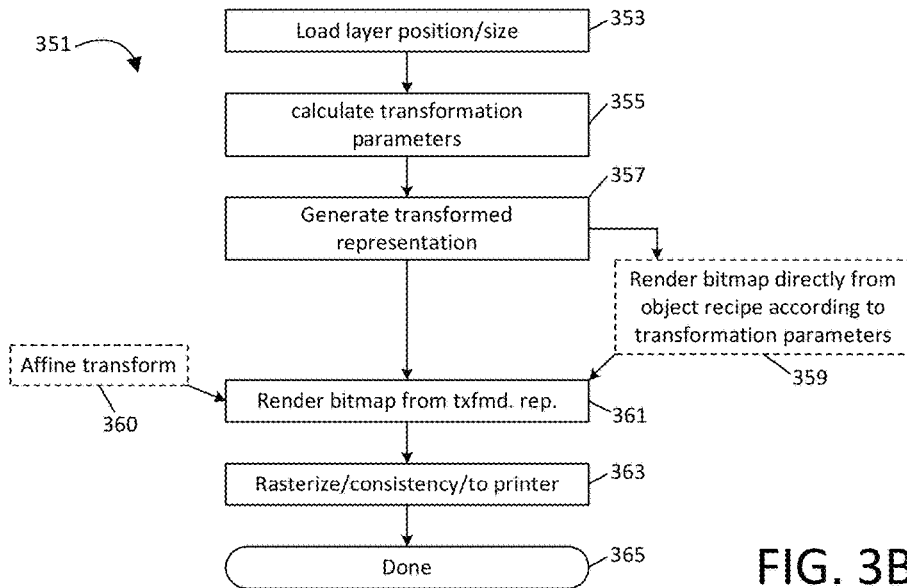 351
Load layer position/size
353
calculate transformation
parameters
355
357
Generate transformed
representation
Render bitmap directly from
object recipe according to
transformation parameters
359
Affine transform
360
Render bitmap from txfmd. rep.
361
Rasterize/consistency/to printer
363
Done
365
FIG. 3B